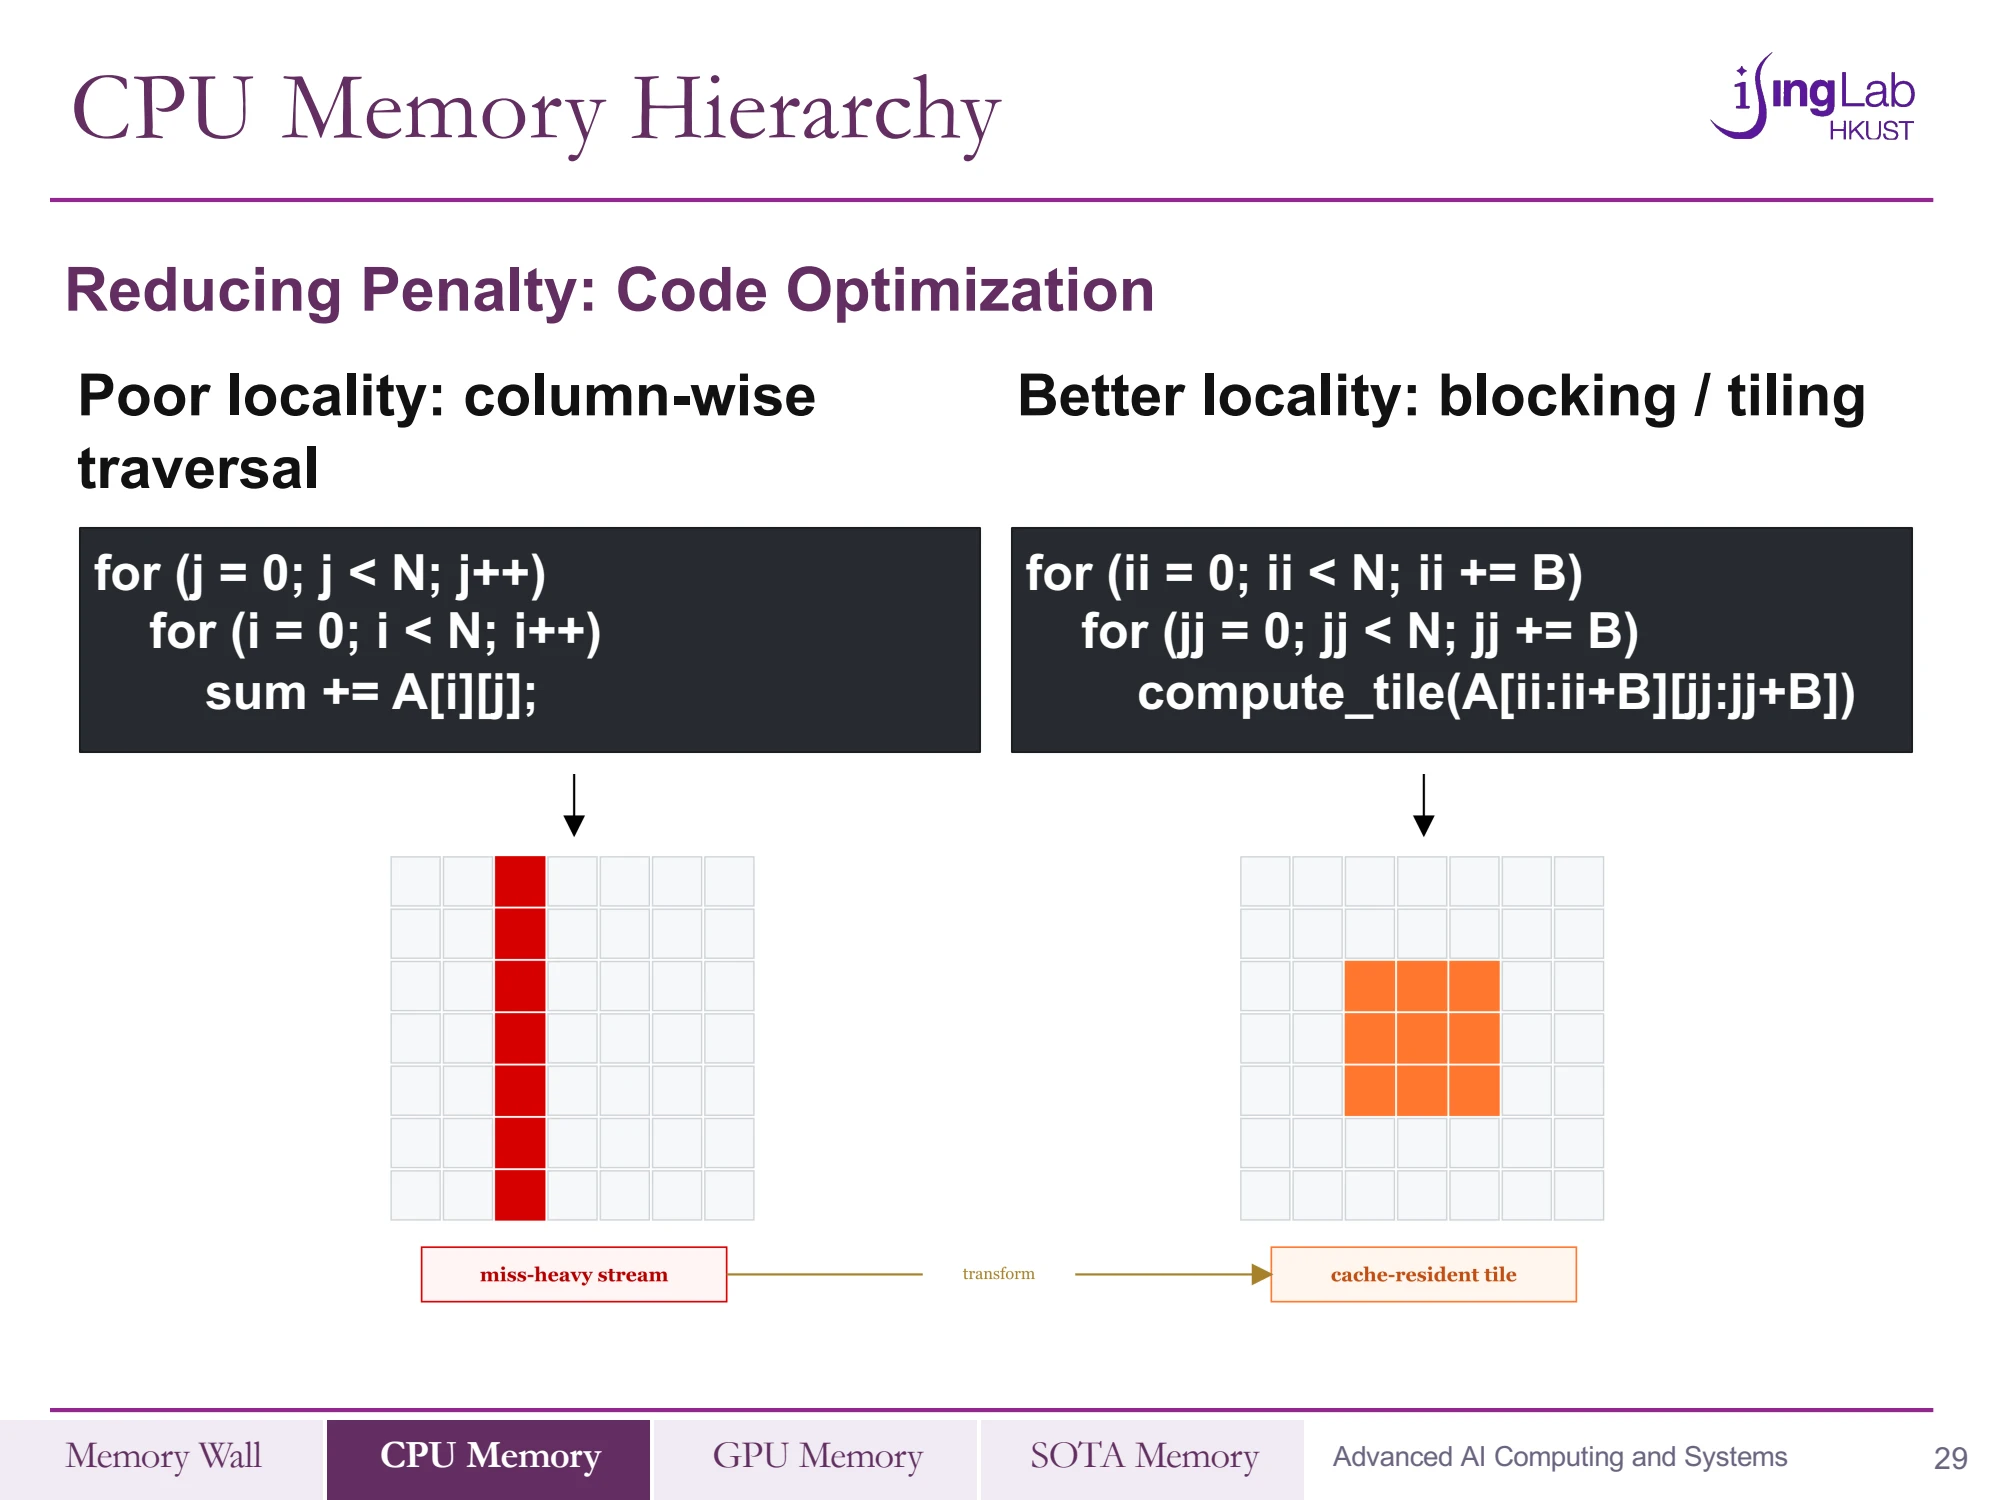 CPU Memory Hierarchy
isingLab
HKUST
Reducing Penalty: Code Optimization
Poor locality: column-wise
traversal
for (j = 0; j < N; j++)
for (i = 0; i < N; i++)
sum += A[i][j];
Better locality: blocking / tiling
for (ii = 0; ii < N; ii += B)
for (jj = 0; jj < N; jj += B)
compute_tile(A[ii:ii+B][jj:jj+B])
miss-heavy stream
transform
cache-resident tile
Memory Wall
CPU Memory
GPU Memory
SOTA Memory
Advanced AI Computing and Systems
29